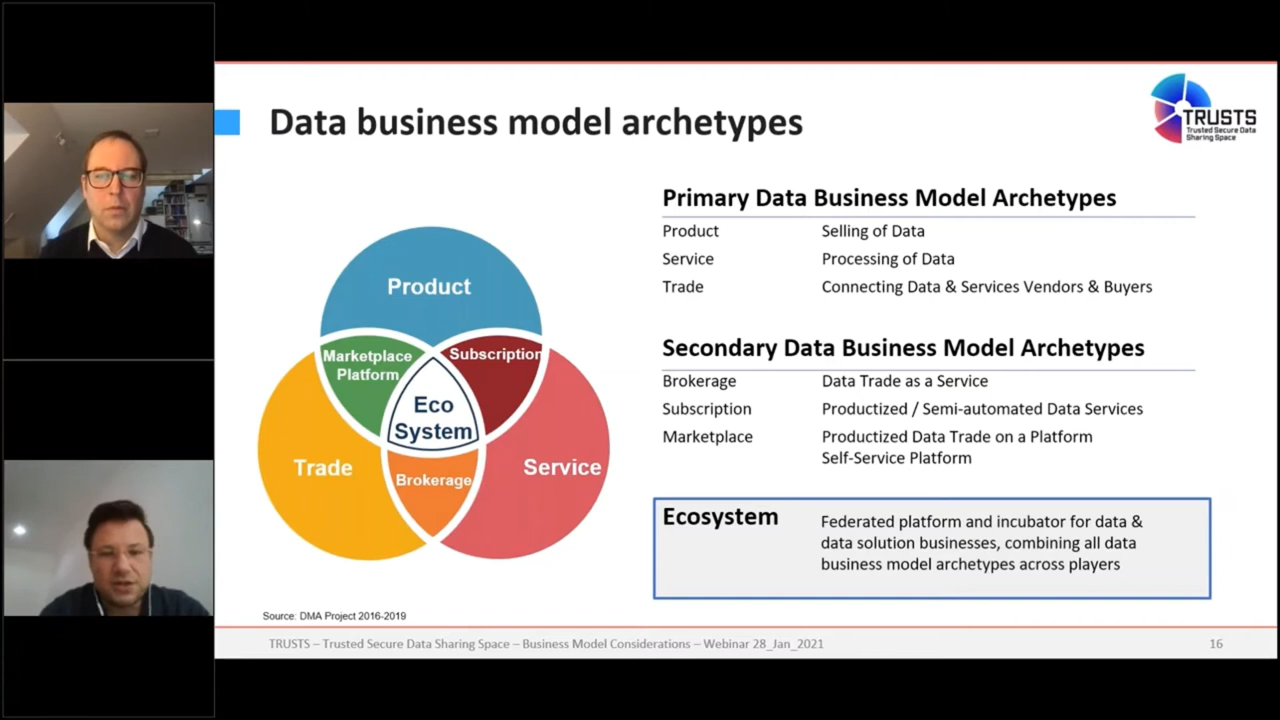 Data business model archetypes
TRUSTS
Trusted Secure Data
Sharing Space
Product
Marketplace
Platform
Subscription
Eco
System
Trade
Brokerage
Service
Primary Data Business Model Archetypes
Product Selling of Data
Service Processing of Data
Trade Connecting Data & Services Vendors & Buyers
Secondary Data Business Model Archetypes
Brokerage Data Trade as a Service
Subscription Productized / Semi-automated Data Services
Marketplace Productized Data Trade on a Platform
Self-Service Platform
Ecosystem Federated platform and incubator for data &
data solution businesses, combining all data
business model archetypes across players
Source: DMA Project 2016-2019
TRUSTS – Trusted Secure Data Sharing Space – Business Model Considerations – Webinar 28_Jan_2021 16